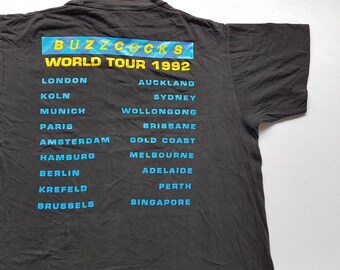 BUZZCOCKS
WORLD TOUR 1992
LONDON AUCKLAND
KOLN SYDNEY
MUNICH WOLLONGONG
PARIS BRISBANE
AMSTERDAM GOLD COAST
HAMBURG MELBOURNE
BERLIN ADELAIDE
KREFELD PERTH
BRUSSELS SINGAPORE